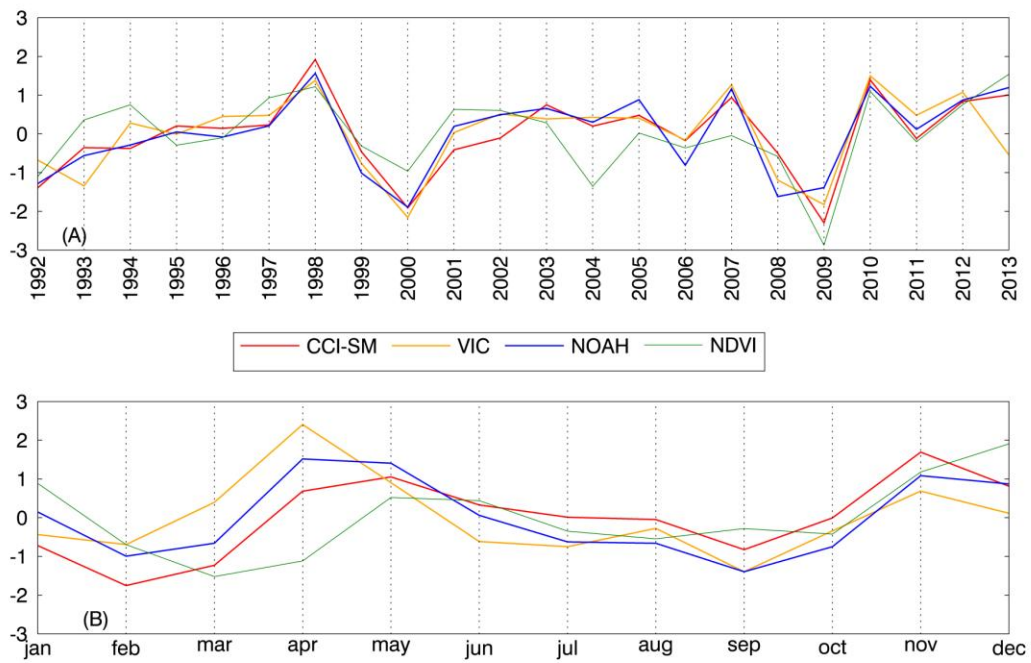 3
2
1
0
-1
-2
-3
(A)
1992 1993 1994 1995 1996 1997 1998 1999 2000 2001 2002 2003 2004 2005 2006 2007 2008 2009 2010 2011 2012 2013
CCI-SM VIC NOAH NDVI
3
2
1
0
-1
-2
-3
(B)
jan feb mar apr may jun jul aug sep oct nov dec